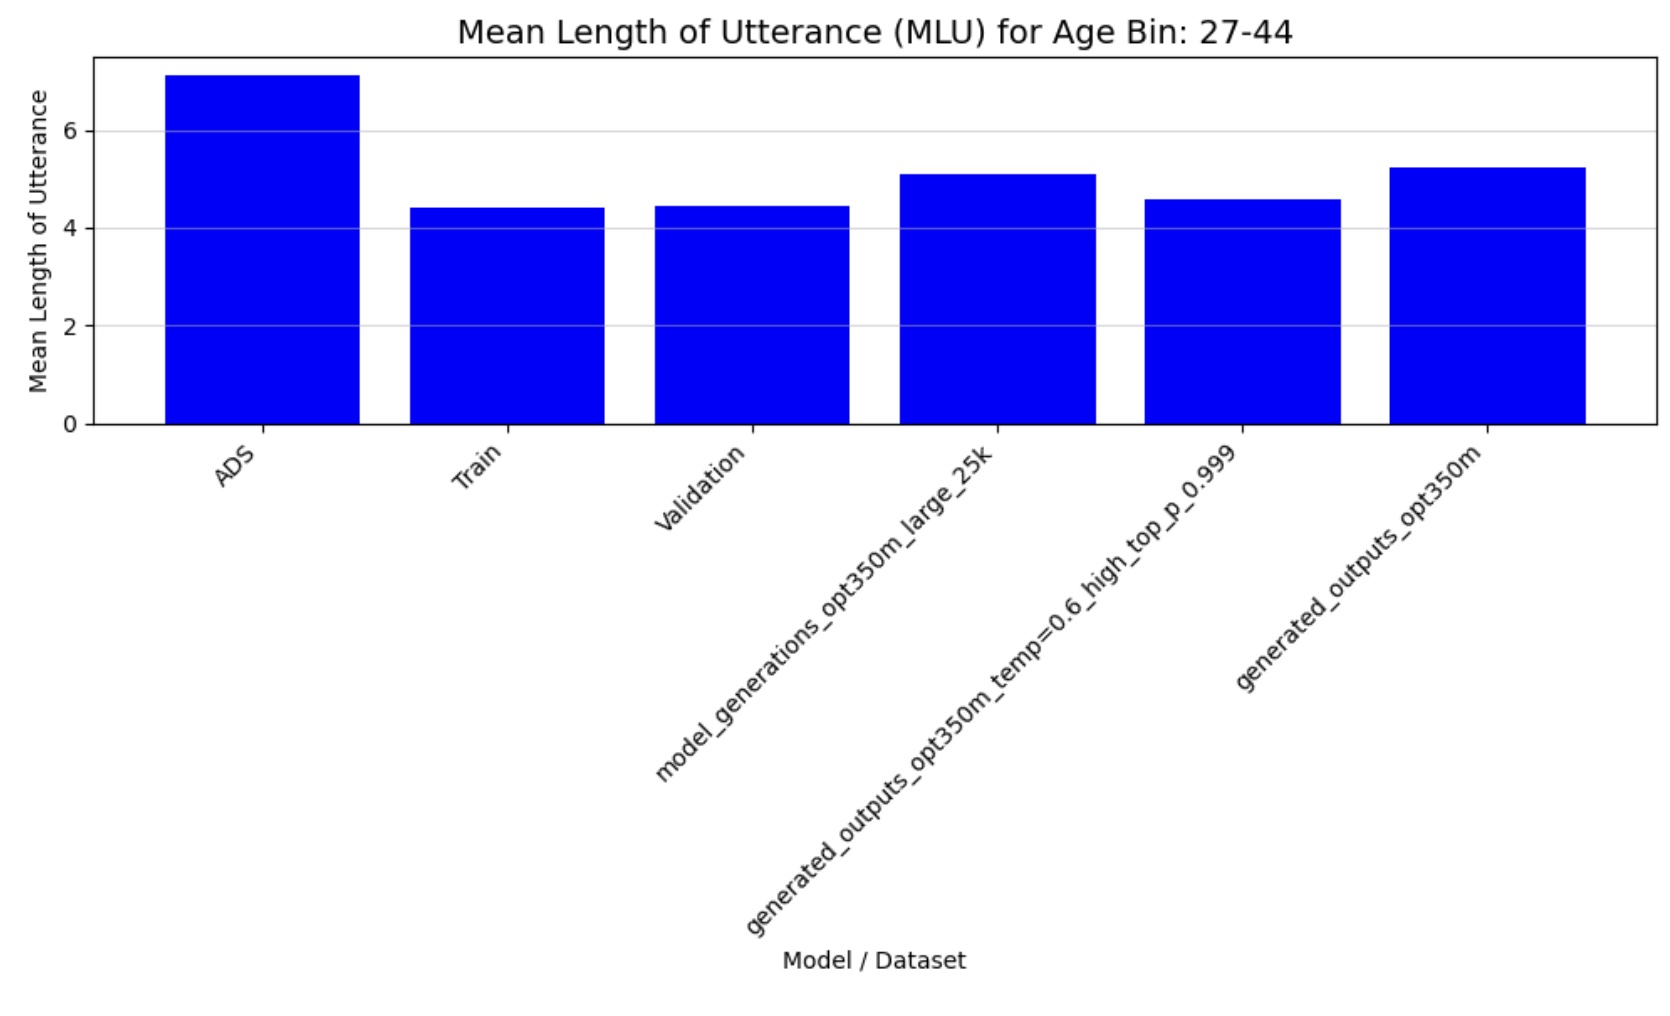 Mean Length of Utterance (MLU) for Age Bin: 27-44
Mean Length of Utterance
6
4
2
0
ADS
Train
Validation
model_generations_opt350m_large_25k
generated_outputs_opt350m_temp=0.6_high_top_p_0.999
generated_outputs_opt350m
Model / Dataset